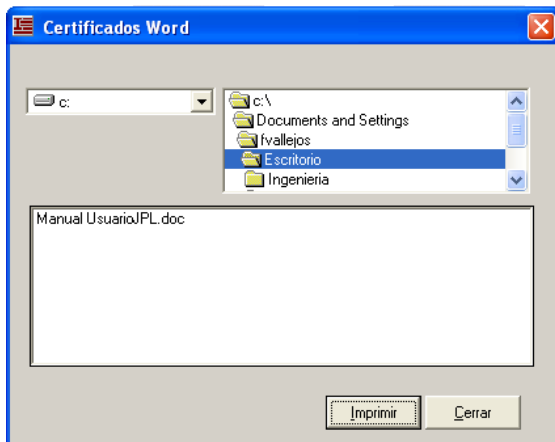 Certificados Word
c:
c:\
Documents and Settings
fvallejos
Escritorio
Ingenieria
Manual UsuarioJPL.doc
Imprimir
Cerrar